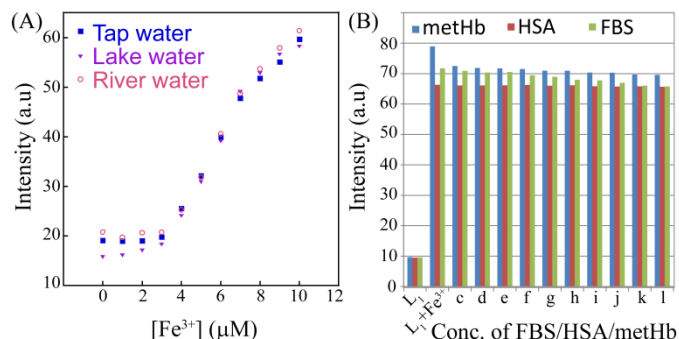 (A)
Tap water
Lake water
River water
Intensity (a.u)
60
50
40
30
20
10
0 2 4 6 8 10 12
[Fe³⁺] (μM)
(B)
metHb HSA FBS
Intensity (a.u)
80
70
60
50
40
30
20
10
0
L₁ L₁+Fe³⁺ c d e f g h i j k l
Conc. of FBS/HSA/metHb